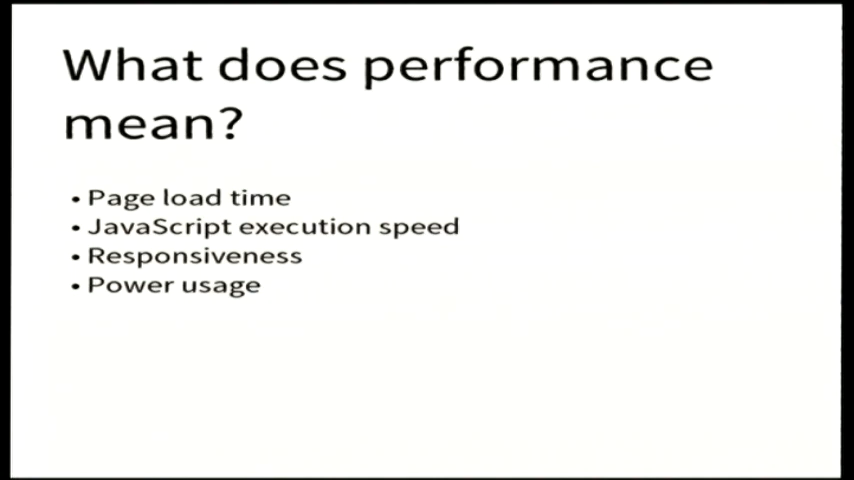 What does performance
mean?
• Page load time
• JavaScript execution speed
• Responsiveness
• Power usage